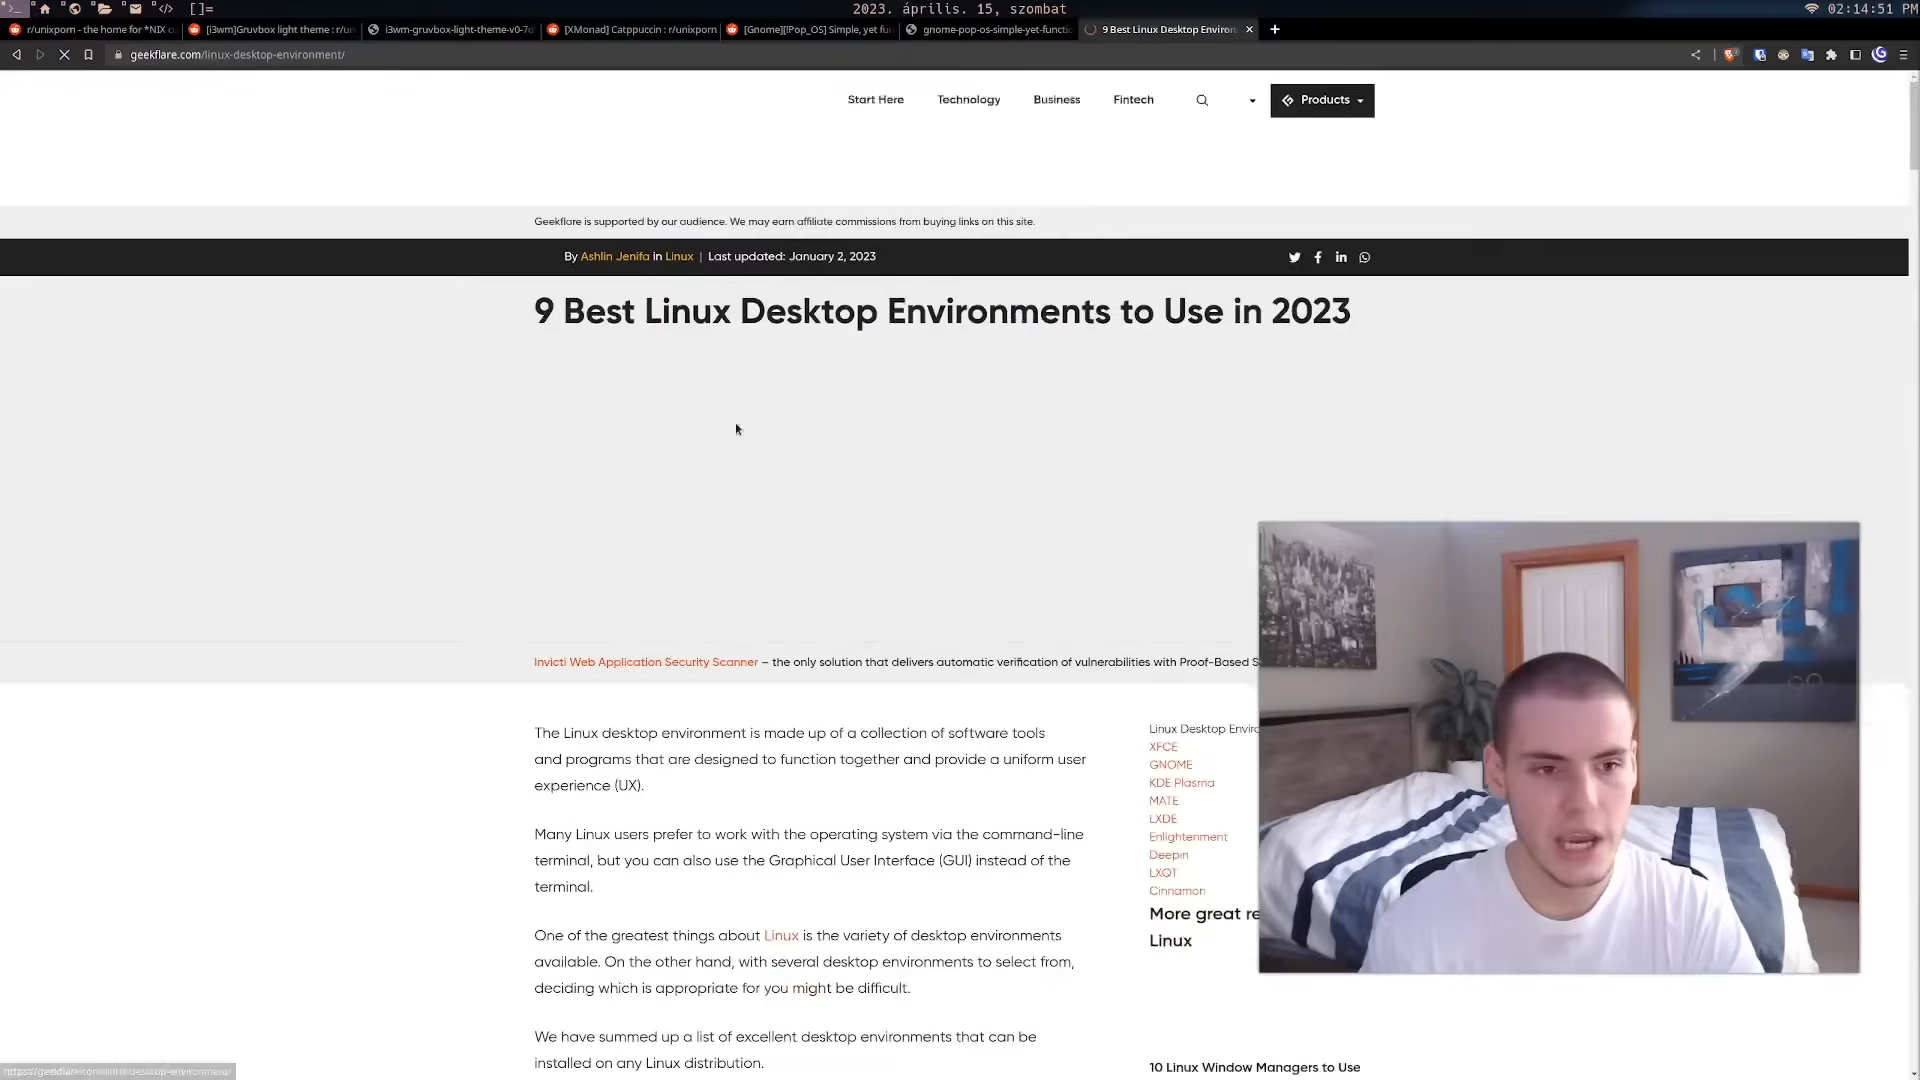 >_
</>
[]=
2023. április. 15, szombat
02:14:51 PM
r/unixporn - the home for *NIX c
[i3wm]Gruvbox light theme : r/un
i3wm-gruvbox-light-theme-v0-7d
[XMonad] Catppuccin : r/unixporn
[Gnome][!Pop_OS] Simple, yet fu
gnome-pop-os-simple-yet-functi
9 Best Linux Desktop Environ
geekflare.com/linux-desktop-environment/
Start Here
Technology
Business
Fintech
Products
Geekflare is supported by our audience. We may earn affiliate commissions from buying links on this site.
By Ashlin Jenifa in Linux | Last updated: January 2, 2023
9 Best Linux Desktop Environments to Use in 2023
Invicti Web Application Security Scanner – the only solution that delivers automatic verification of vulnerabilities with Proof-Based S
The Linux desktop environment is made up of a collection of software tools
and programs that are designed to function together and provide a uniform user
experience (UX).
Many Linux users prefer to work with the operating system via the command-line
terminal, but you can also use the Graphical User Interface (GUI) instead of the
terminal.
One of the greatest things about Linux is the variety of desktop environments
available. On the other hand, with several desktop environments to select from,
deciding which is appropriate for you might be difficult.
We have summed up a list of excellent desktop environments that can be
installed on any Linux distribution.
Linux Desktop Enviro
XFCE
GNOME
KDE Plasma
MATE
LXDE
Enlightenment
Deepin
LXQT
Cinnamon
More great re
Linux
10 Linux Window Managers to Use